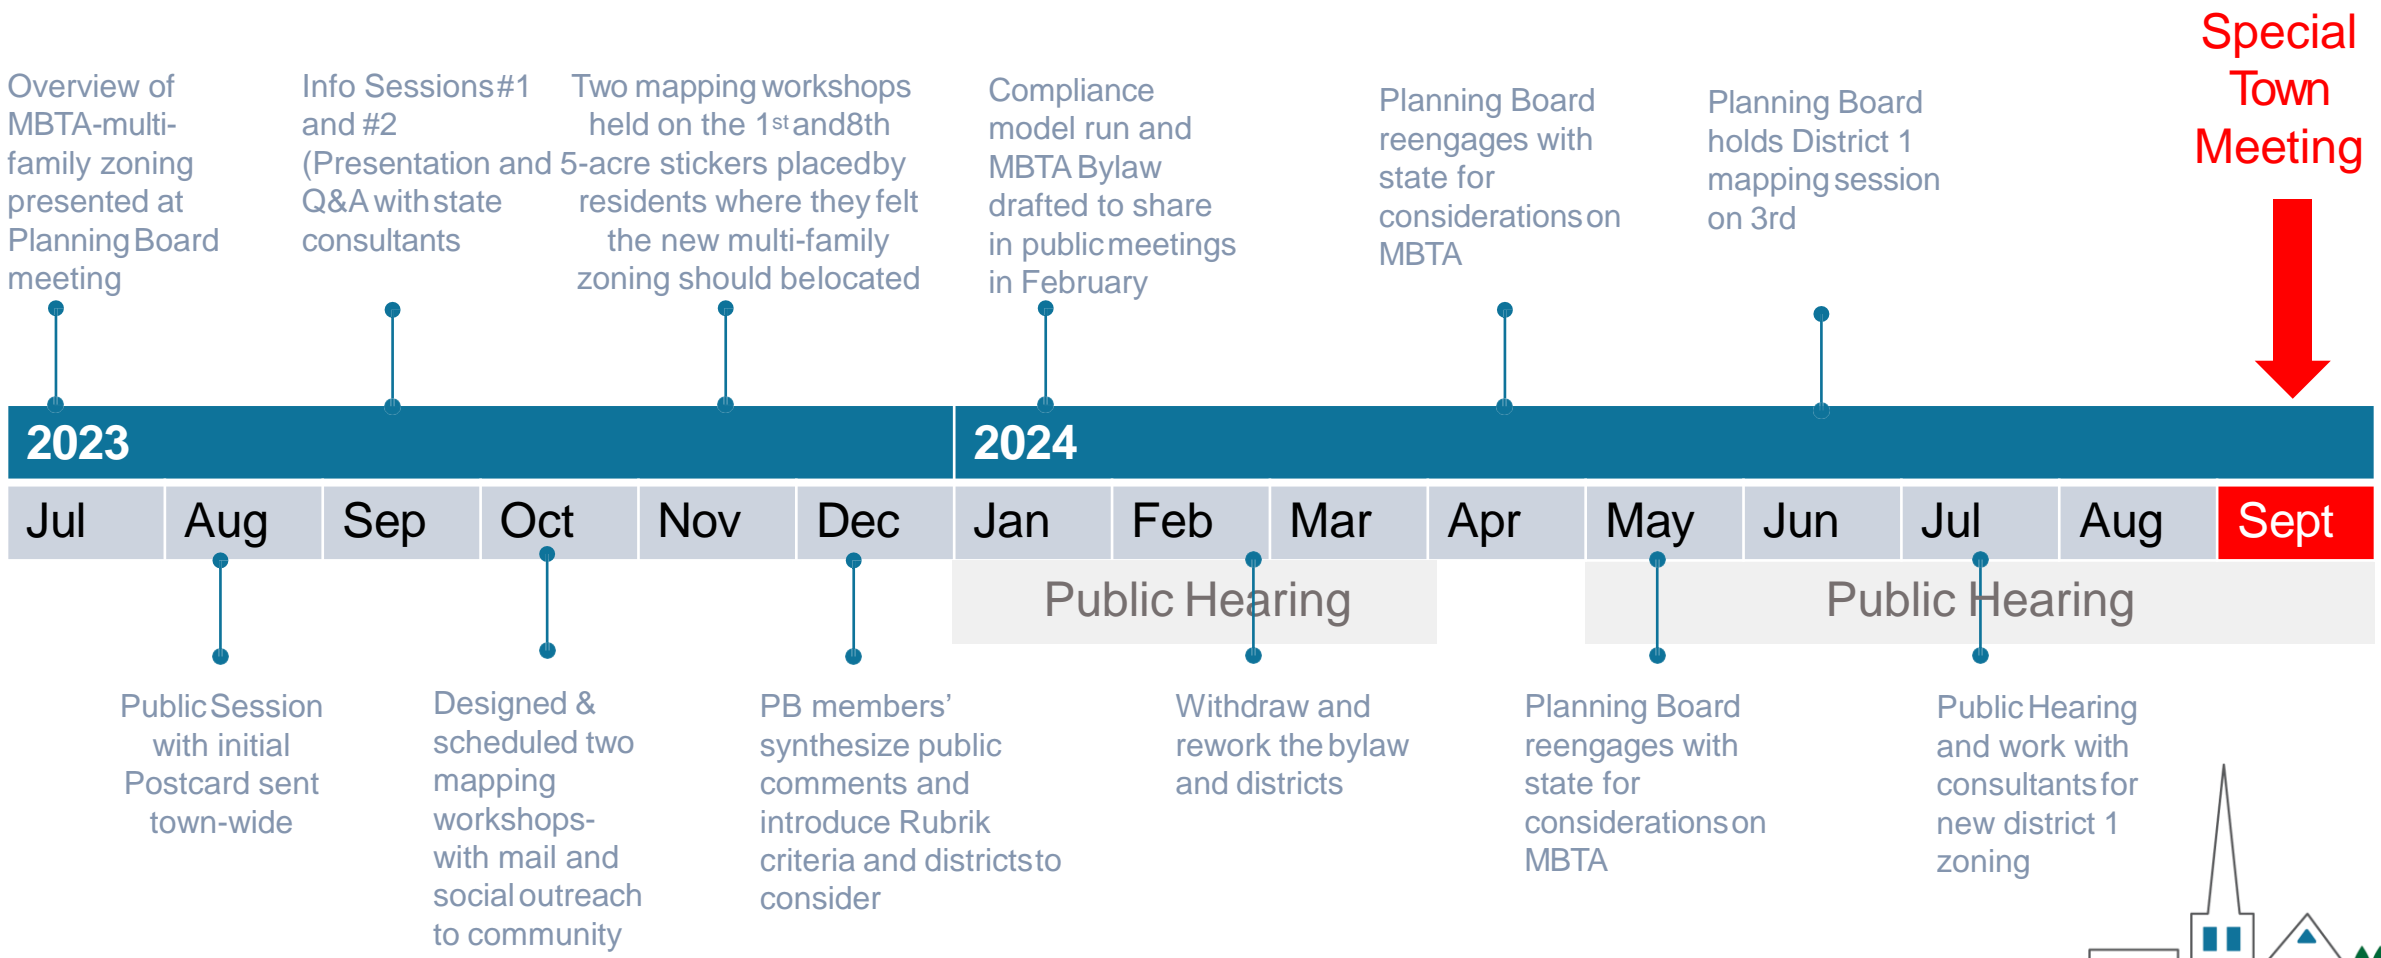 Overview of
MBTA-multi-
family zoning
presented at
Planning Board
meeting
Info Sessions #1
and #2
(Presentation and
Q&A with state
consultants
Two mapping workshops
held on the 1st and 8th
5-acre stickers placed by
residents where they felt
the new multi-family
zoning should be located
Compliance
model run and
MBTA Bylaw
drafted to share
in public meetings
in February
Planning Board
reengages with
state for
considerations on
MBTA
Planning Board
holds District 1
mapping session
on 3rd
Special
Town
Meeting
2023
2024
Jul
Aug
Sep
Oct
Nov
Dec
Jan
Feb
Mar
Apr
May
Jun
Jul
Aug
Sept
Public Hearing
Public Hearing
Public Session
with initial
Postcard sent
town-wide
Designed &
scheduled two
mapping
workshops-
with mail and
social outreach
to community
PB members’
synthesize public
comments and
introduce Rubrik
criteria and districts to
consider
Withdraw and
rework the bylaw
and districts
Planning Board
reengages with
state for
considerations on
MBTA
Public Hearing
and work with
consultants for
new district 1
zoning